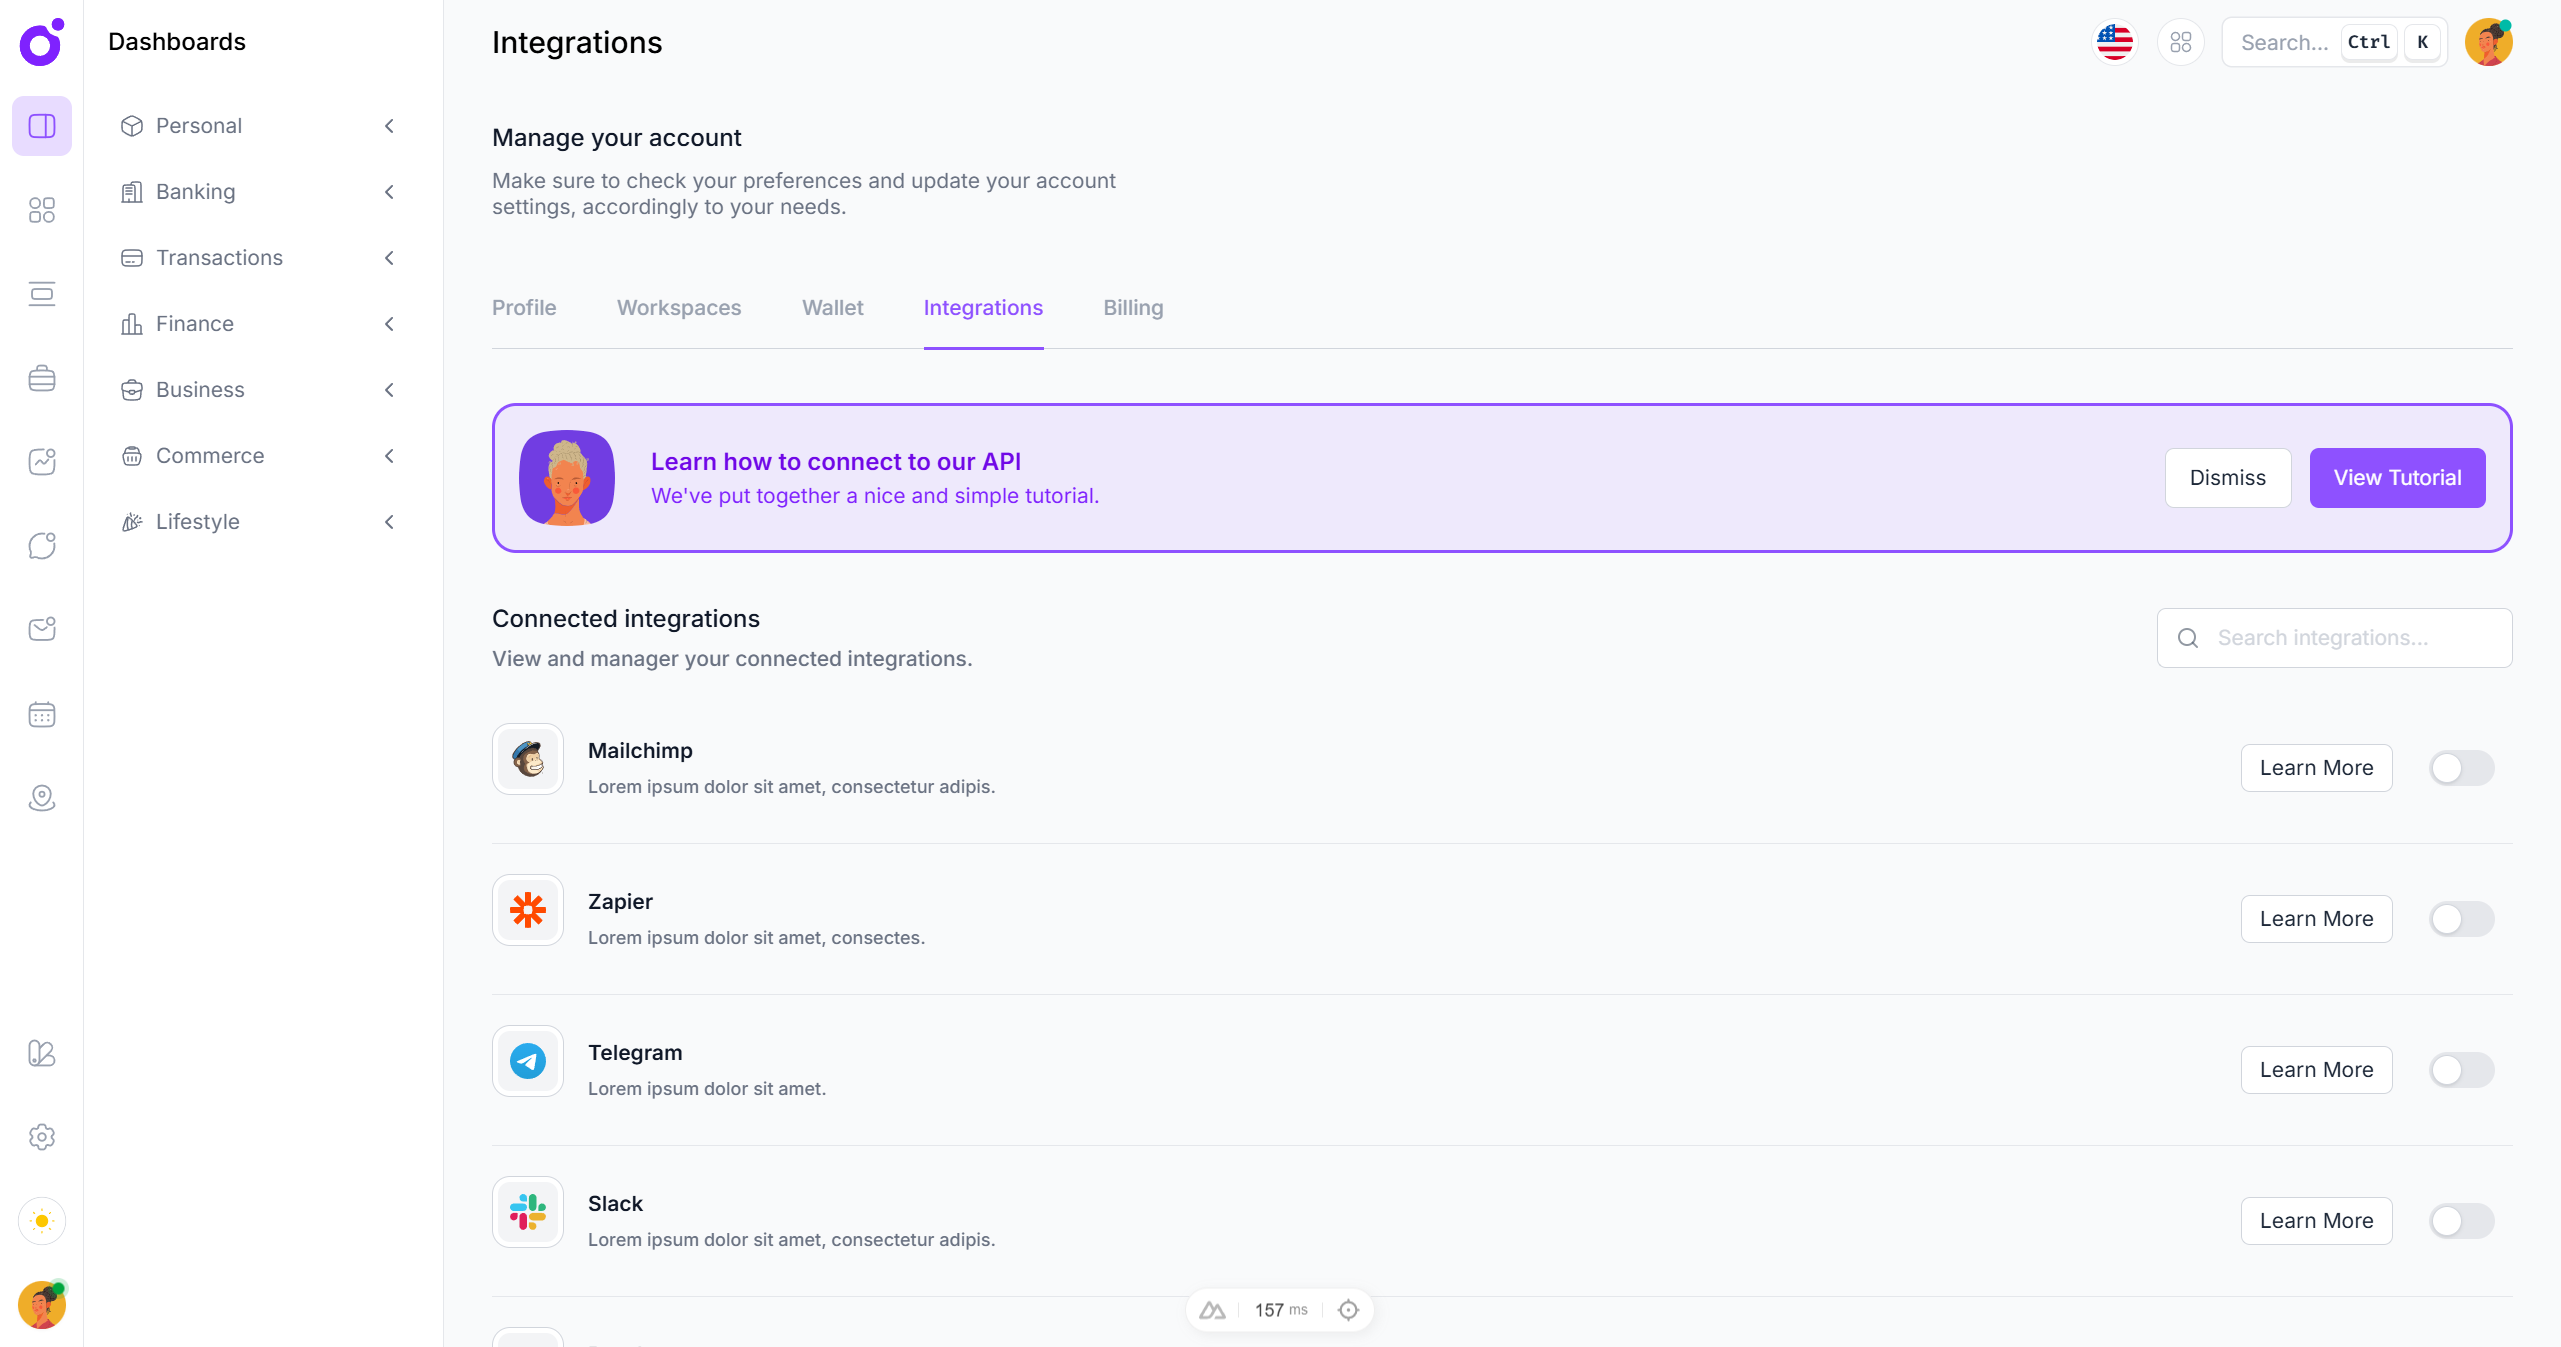 Dashboards
Personal
Banking
Transactions
Finance
Business
Commerce
Lifestyle
Integrations
Search...
Ctrl
K
Manage your account
Make sure to check your preferences and update your account
settings, accordingly to your needs.
Profile
Workspaces
Wallet
Integrations
Billing
Learn how to connect to our API
We've put together a nice and simple tutorial.
Dismiss
View Tutorial
Connected integrations
View and manager your connected integrations.
Search integrations...
Mailchimp
Lorem ipsum dolor sit amet, consectetur adipis.
Learn More
Zapier
Lorem ipsum dolor sit amet, consectes.
Learn More
Telegram
Lorem ipsum dolor sit amet.
Learn More
Slack
Lorem ipsum dolor sit amet, consectetur adipis.
Learn More
157 ms